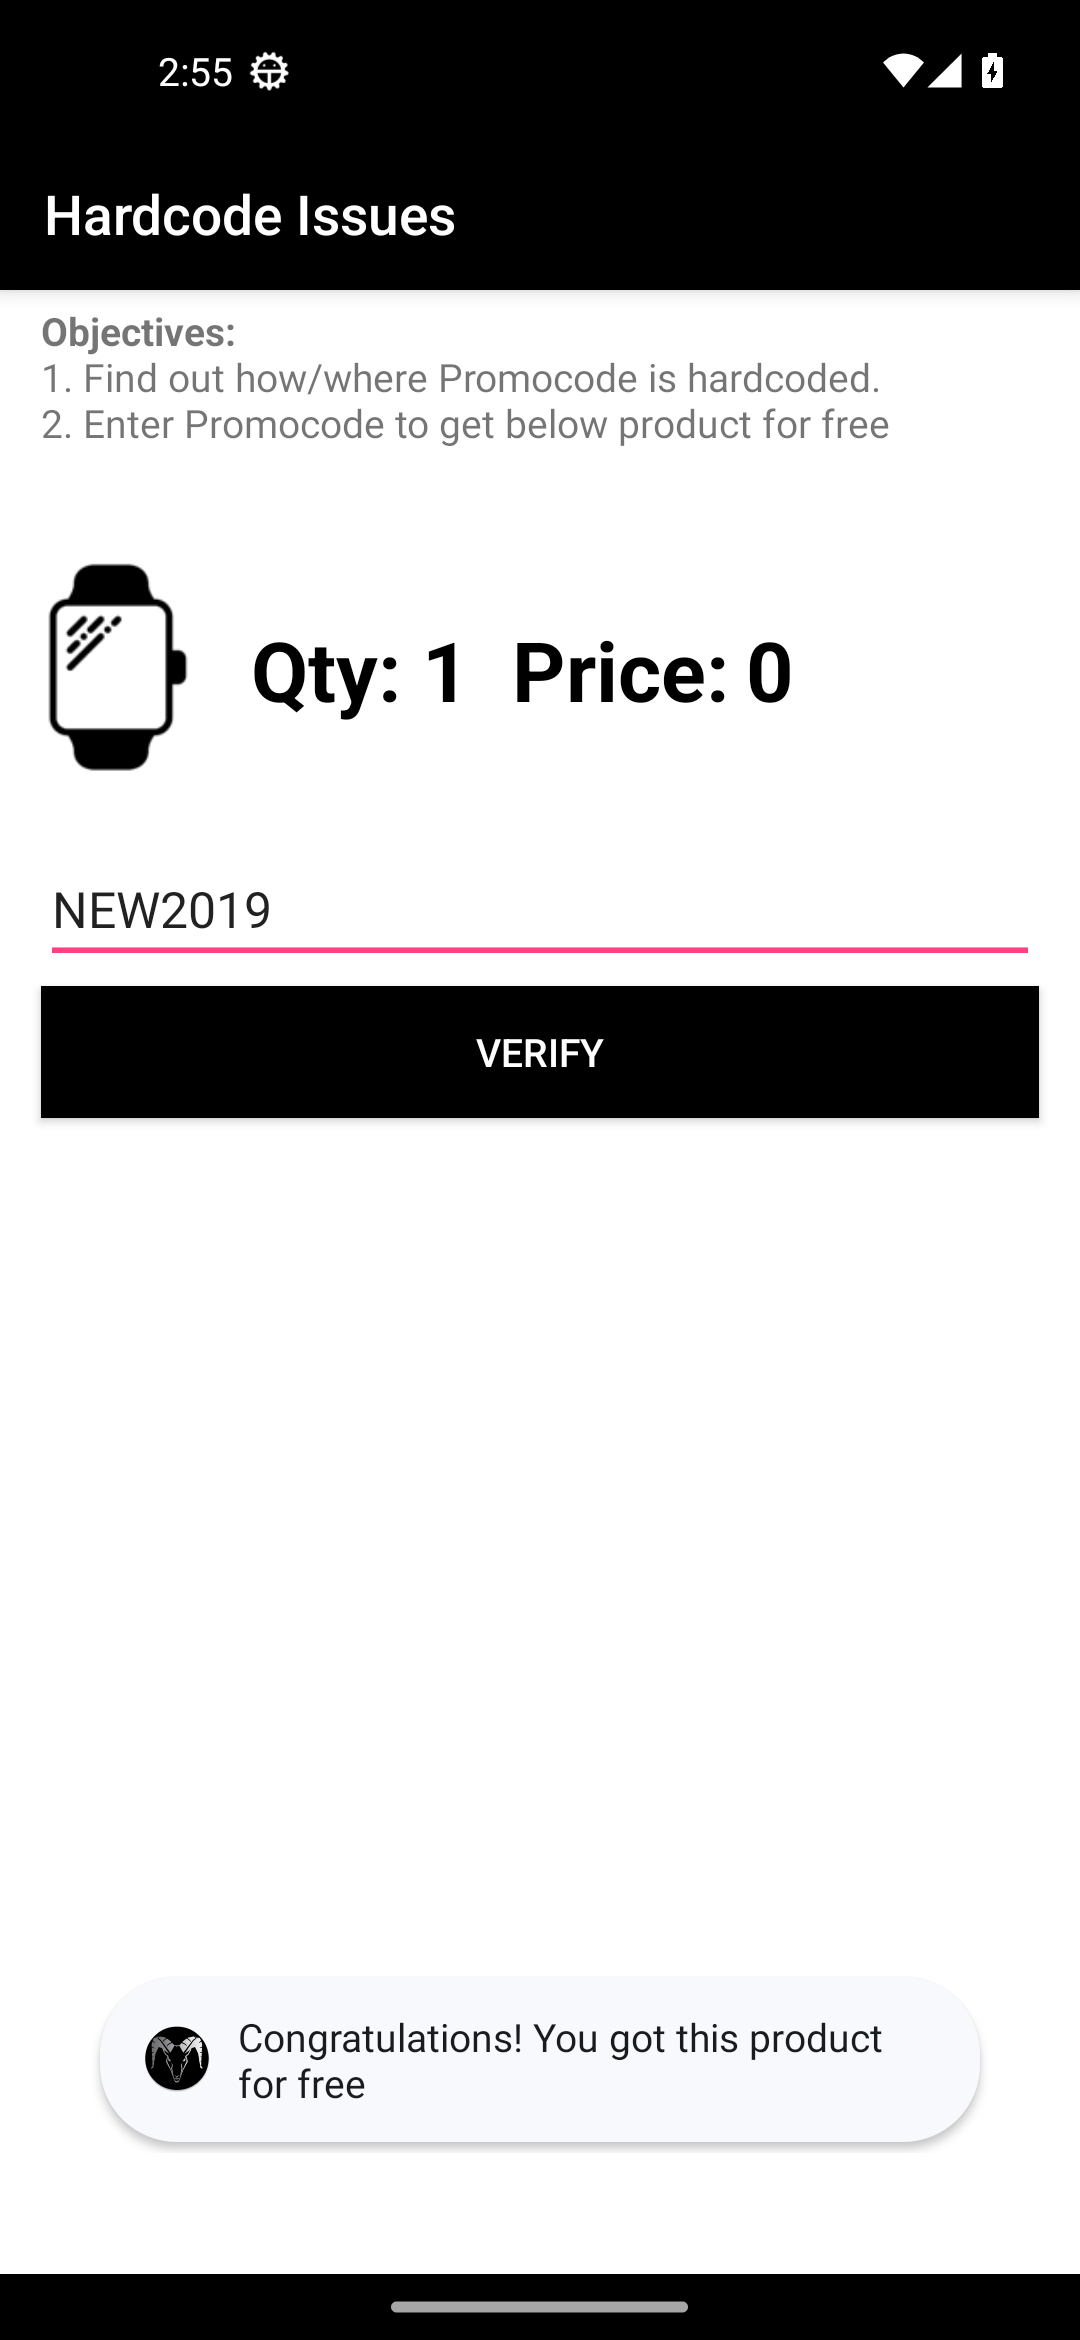 2:55
Hardcode Issues
Objectives:
1. Find out how/where Promocode is hardcoded.
2. Enter Promocode to get below product for free
Qty: 1  Price: 0
NEW2019
VERIFY
Congratulations! You got this product
for free